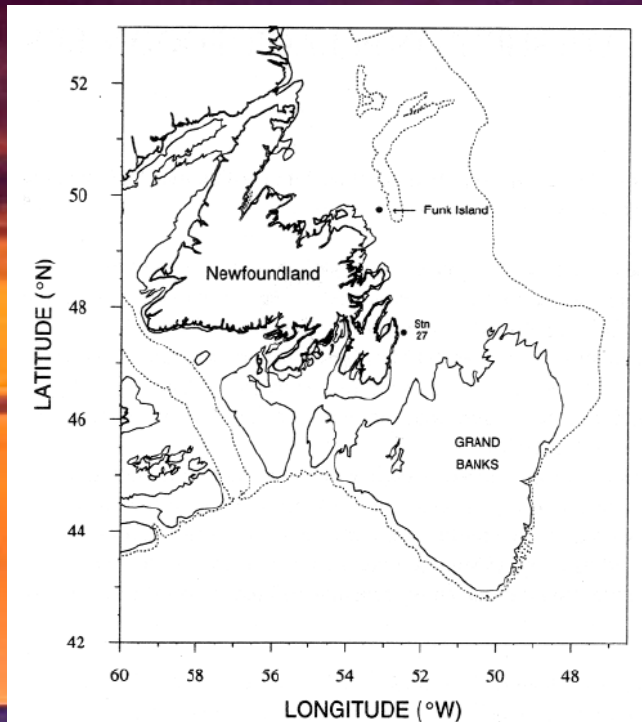 52
50
Funk Island
Newfoundland
48
Stn
27
LATITUDE (°N)
46
GRAND
BANKS
44
42
60
58
56
54
52
50
48
LONGITUDE (°W)